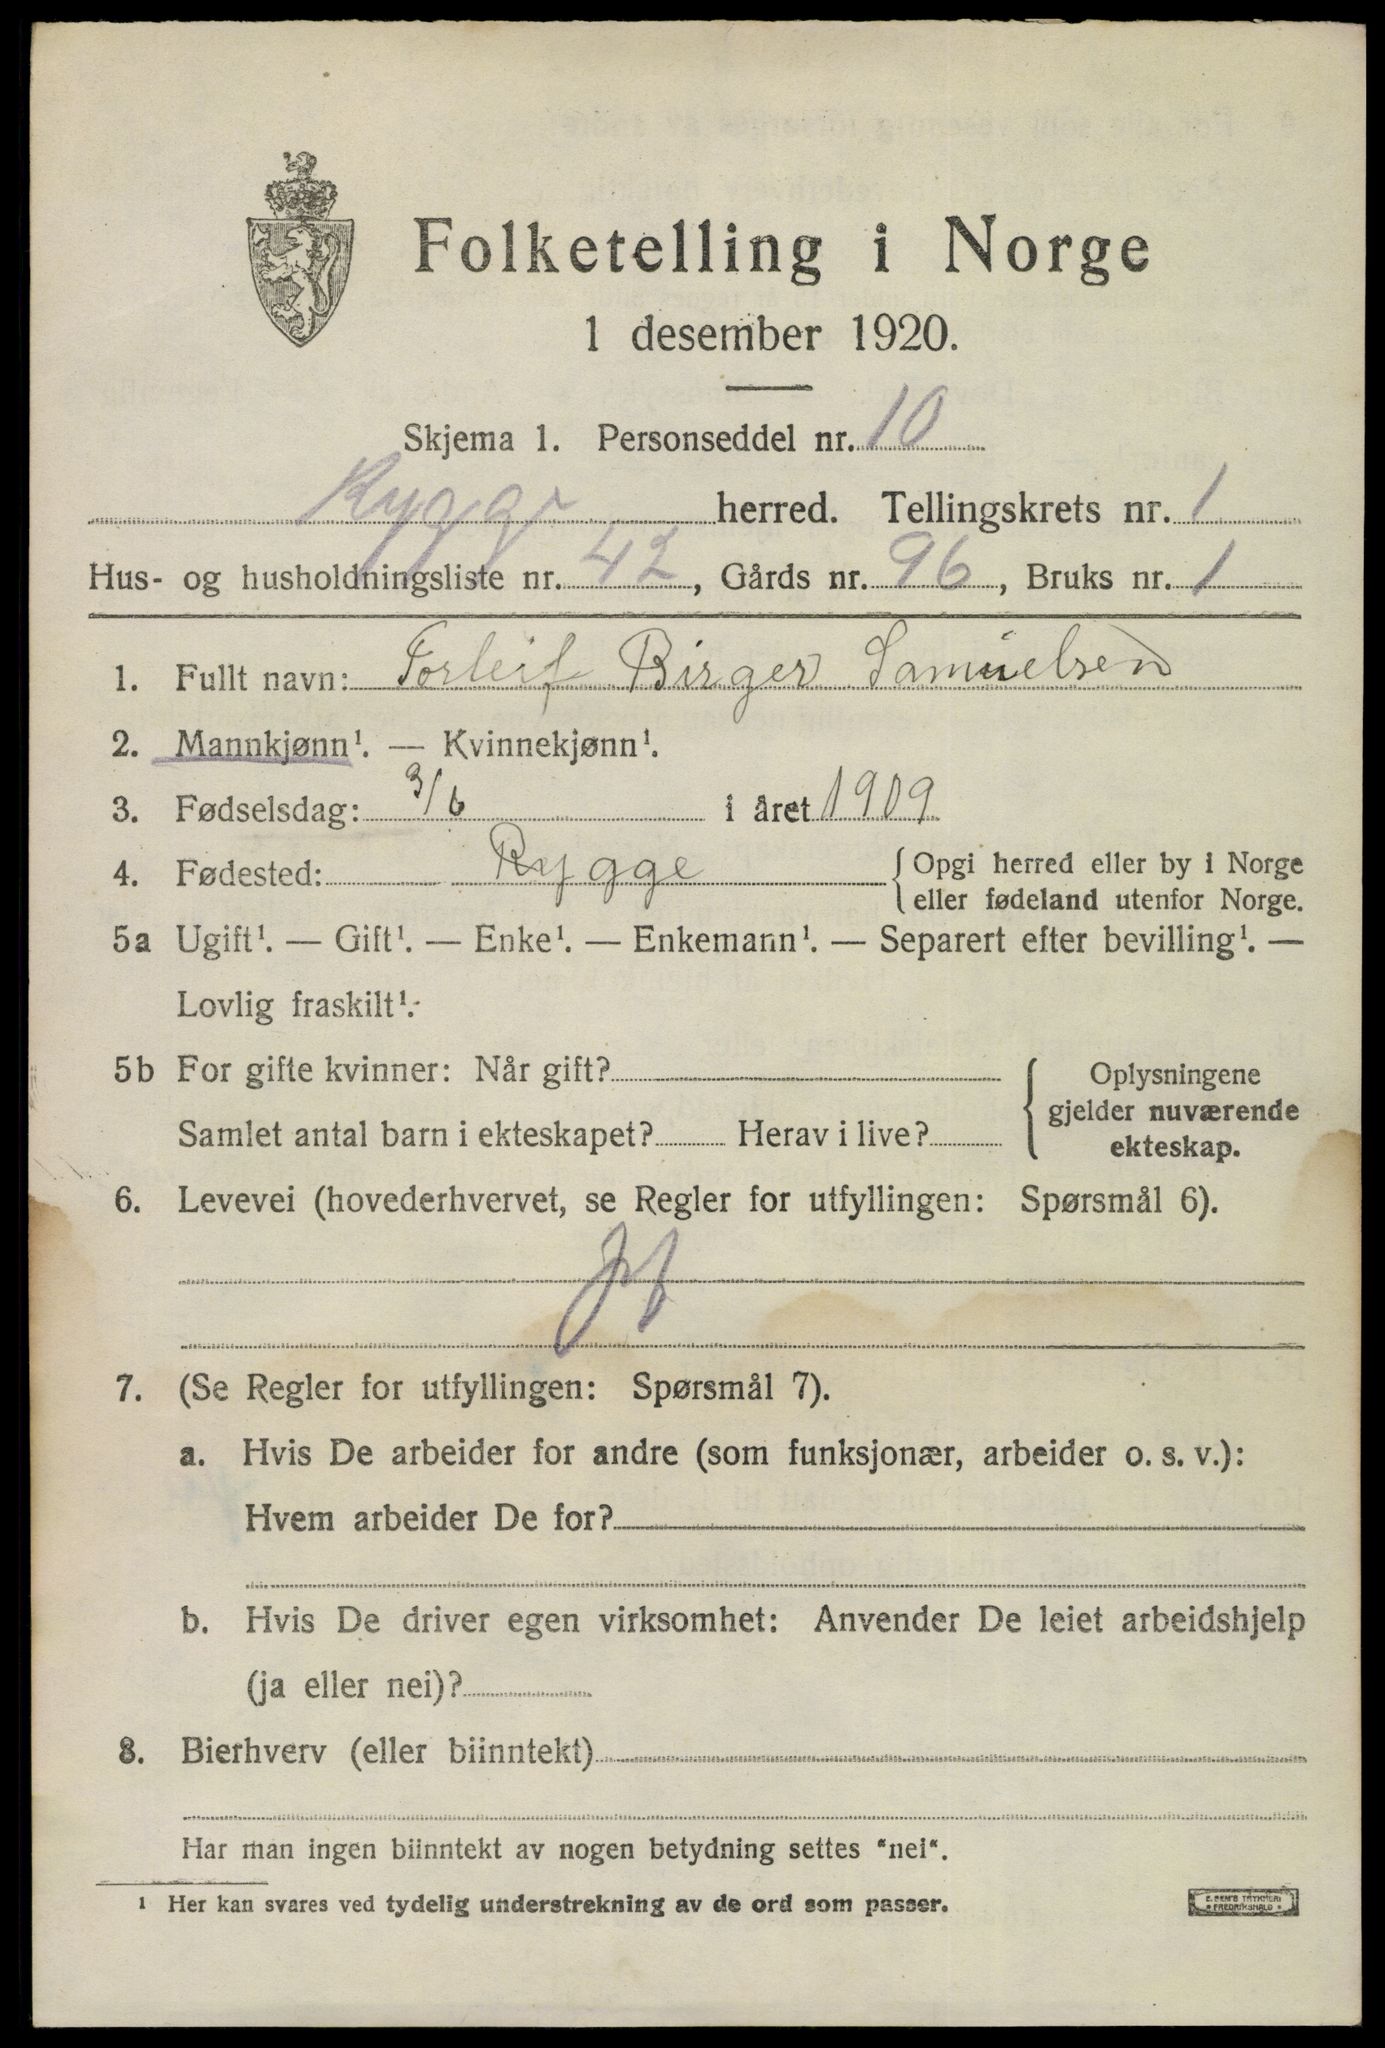 Folketelling i Norge
1 desember 1920.
Skjema 1. Personseddel nr. 10
Rygge herred. Tellingskrets nr. 1
Hus- og husholdningsliste nr. 42, Gårds nr. 96, Bruks nr. 1
1. Fullt navn: Torleif Birger Samuelsen
2. Mannkjønn¹. — Kvinnekjønn¹.
3. Fødselsdag: 3/6 i året 1909
4. Fødested: Rygge {Opgi herred eller by i Norge
eller fødeland utenfor Norge.
5a Ugift¹. — Gift¹. — Enke¹. — Enkemann¹. — Separert efter bevilling¹. —
Lovlig fraskilt¹.
5b For gifte kvinner: Når gift? { Oplysningene
gjelder nuværende
Samlet antal barn i ekteskapet? Herav i live?
ekteskap.
6. Levevei (hovederhvervet, se Regler for utfyllingen: Spørsmål 6).
7. (Se Regler for utfyllingen: Spørsmål 7).
a. Hvis De arbeider for andre (som funksjonær, arbeider o. s. v.):
Hvem arbeider De for?
b. Hvis De driver egen virksomhet: Anvender De leiet arbeidshjelp
(ja eller nei)?
8. Bierhverv (eller biinntekt)
Har man ingen biinntekt av nogen betydning settes "nei".
¹ Her kan svares ved tydelig understrekning av de ord som passer.
E. SEM'S TRYKKERI
• FREDRIKSHALD •